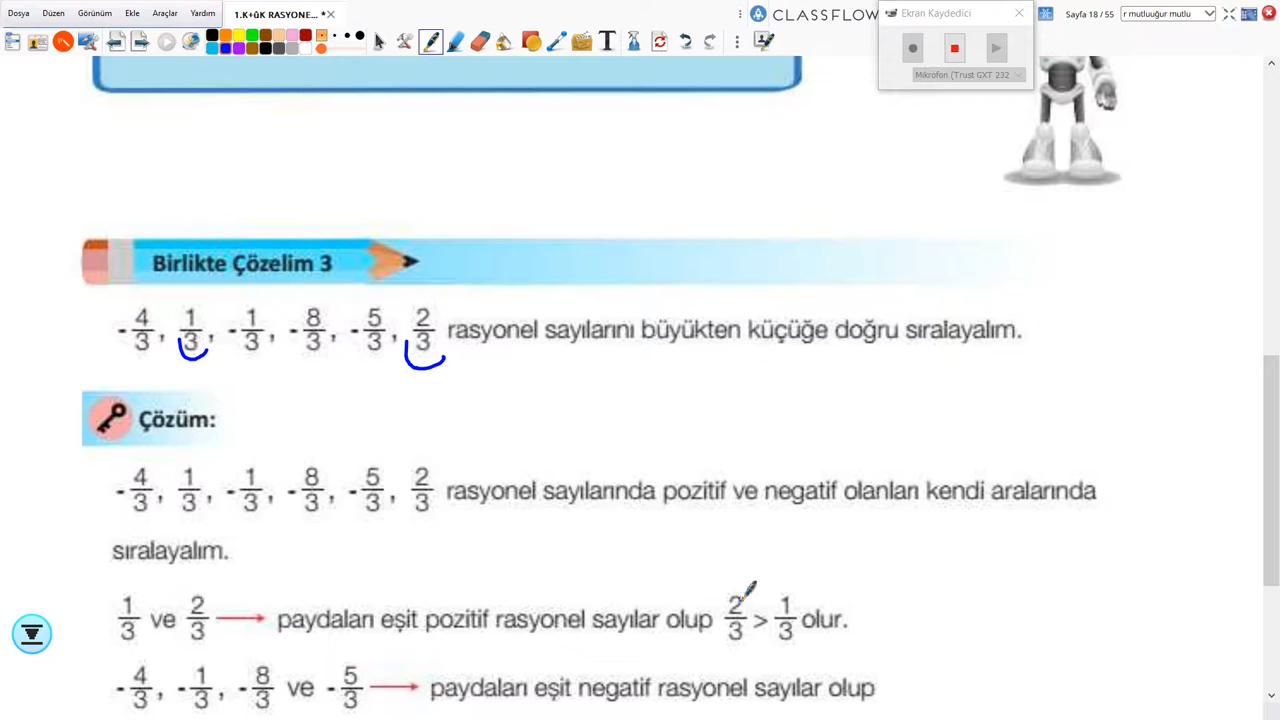 Dosya Düzen Görünüm Ekle Araçlar Yardım
1.K+ûK RASYONE... *
CLASSFLOW
Ekran Kaydedici
Sayfa 18 / 55
r mutluuğur mutlu
Mikrofon (Trust GXT 232
Birlikte Çözelim 3
-4/3, 1/3, -1/3, -8/3, -5/3, 2/3 rasyonel sayılarını büyükten küçüğe doğru sıralayalım.
Çözüm:
-4/3, 1/3, -1/3, -8/3, -5/3, 2/3 rasyonel sayılarında pozitif ve negatif olanları kendi aralarında
sıralayalım.
1/3 ve 2/3 → paydaları eşit pozitif rasyonel sayılar olup 2/3 > 1/3 olur.
-4/3, -1/3, -8/3 ve -5/3 → paydaları eşit negatif rasyonel sayılar olup